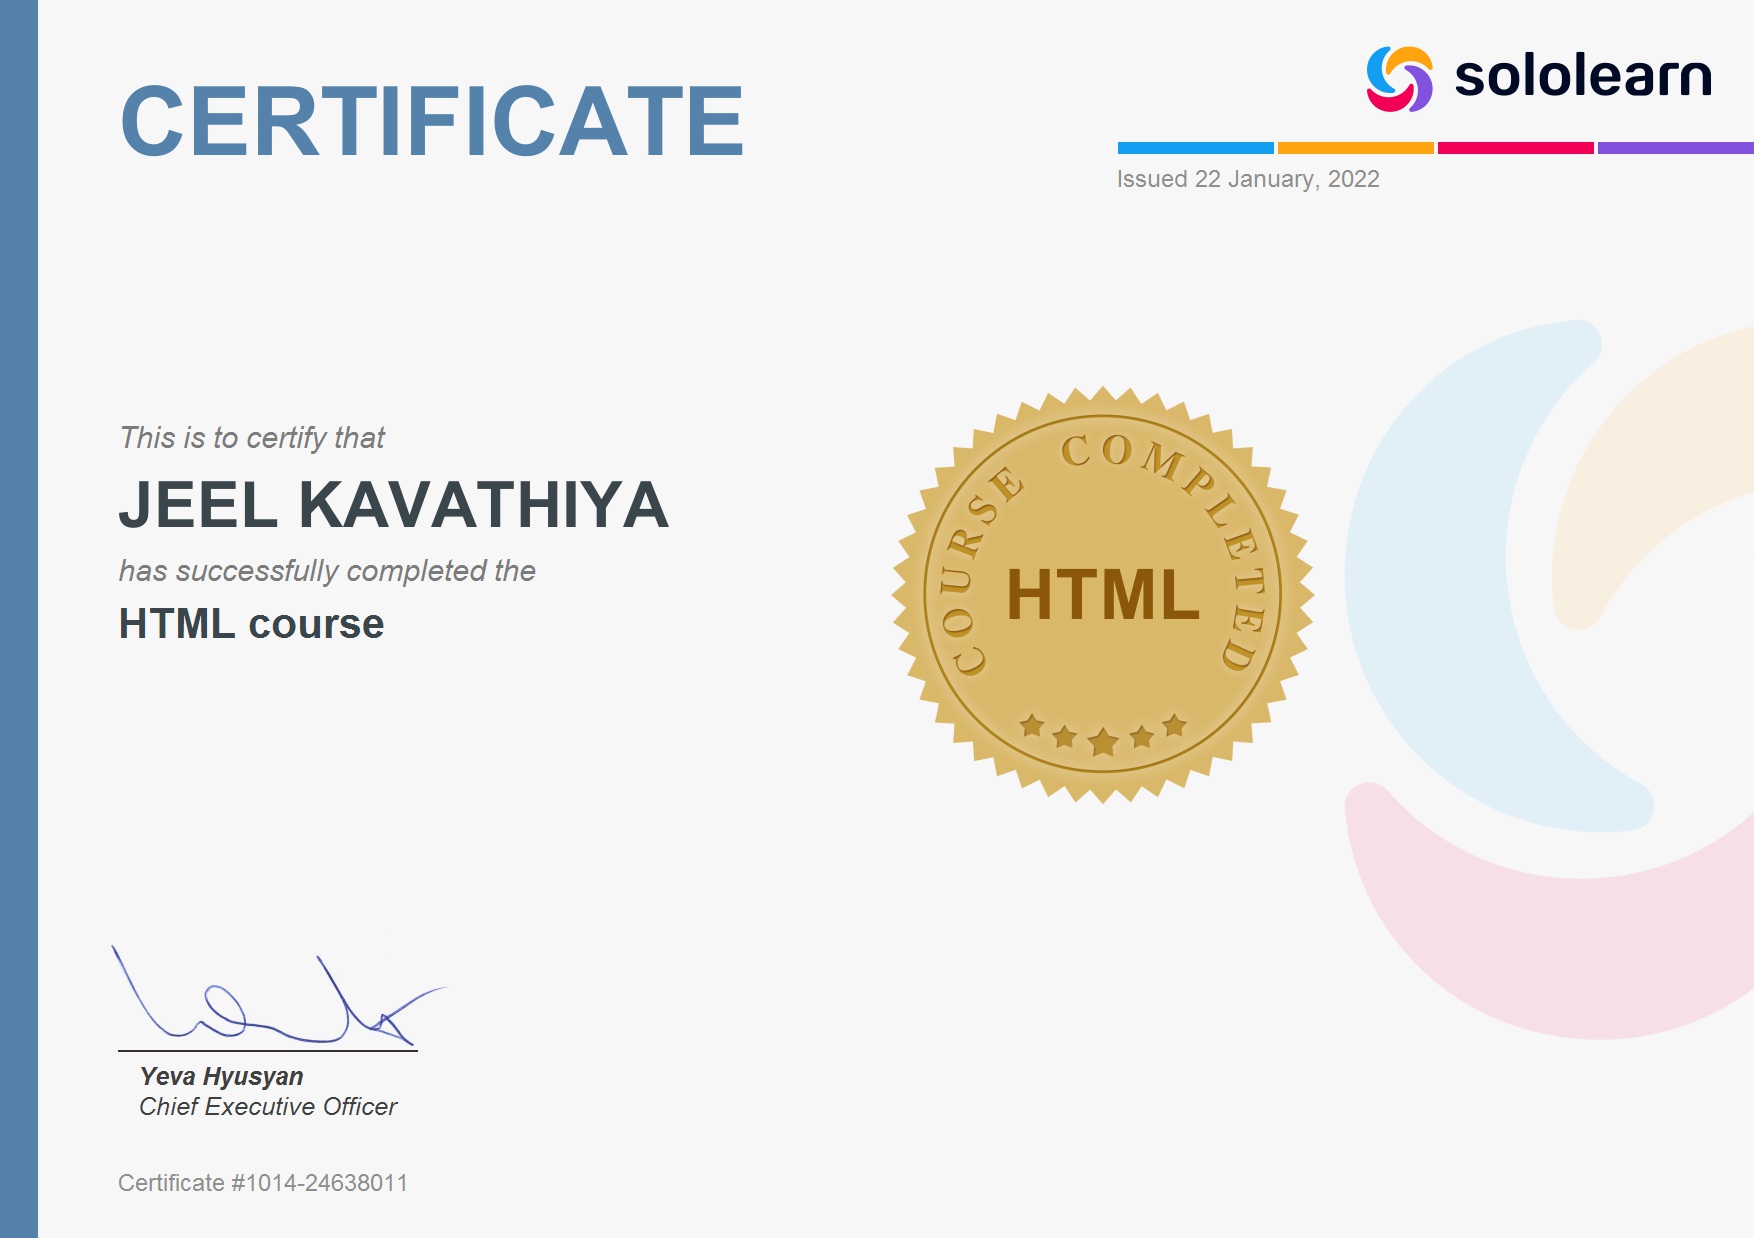 CERTIFICATE
sololearn
Issued 22 January, 2022
This is to certify that
JEEL KAVATHIYA
has successfully completed the
HTML course
COURSE COMPLETED
HTML
Yeva Hyusyan
Chief Executive Officer
Certificate #1014-24638011